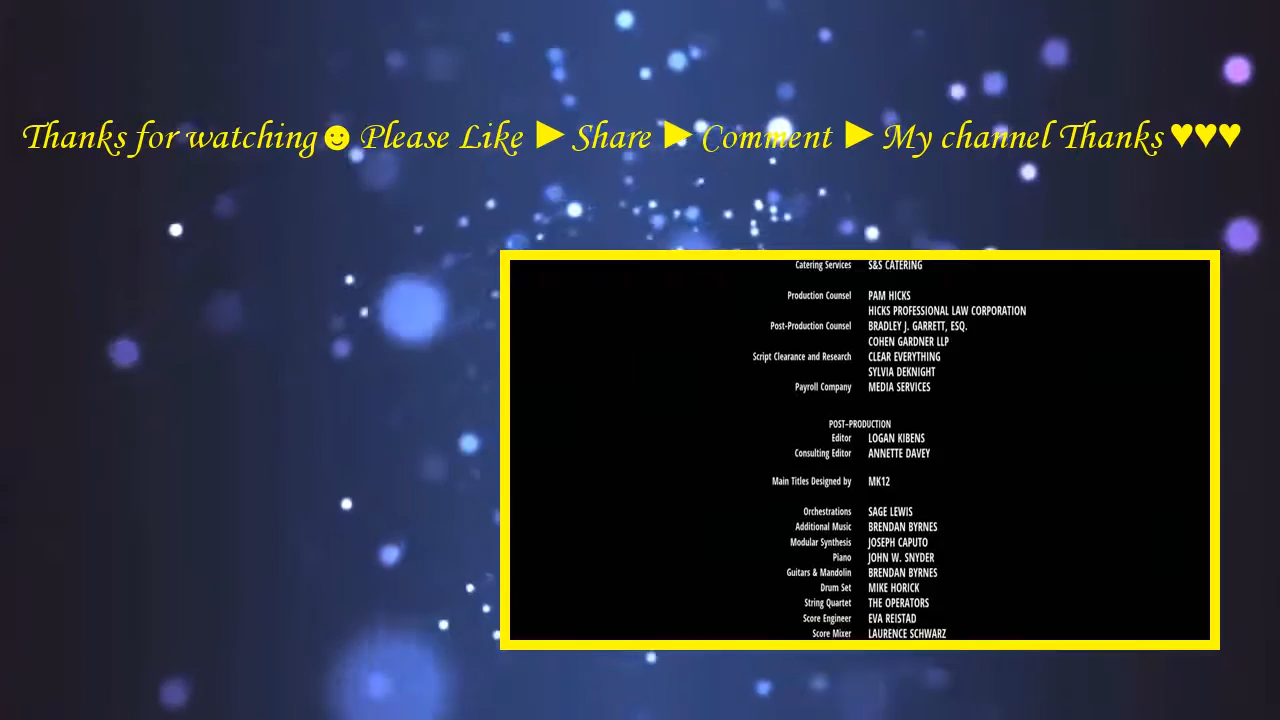 Thanks for watching☻Please Like ► Share ► Comment ► My channel Thanks ♥♥♥
Catering Services S&S CATERING
Production Counsel PAM HICKS
HICKS PROFESSIONAL LAW CORPORATION
Post-Production Counsel BRADLEY J. GARRETT, ESQ.
COHEN GARDNER LLP
Script Clearance and Research CLEAR EVERYTHING
SYLVIA DEKNIGHT
Payroll Company MEDIA SERVICES
POST-PRODUCTION
Editor LOGAN KIBENS
Consulting Editor ANNETTE DAVEY
Main Titles Designed by MK12
Orchestrations SAGE LEWIS
Additional Music BRENDAN BYRNES
Modular Synthesis JOSEPH CAPUTO
Piano JOHN W. SNYDER
Guitars & Mandolin BRENDAN BYRNES
Drum Set MIKE HORICK
String Quartet THE OPERATORS
Score Engineer EVA REISTAD
Score Mixer LAURENCE SCHWARZ